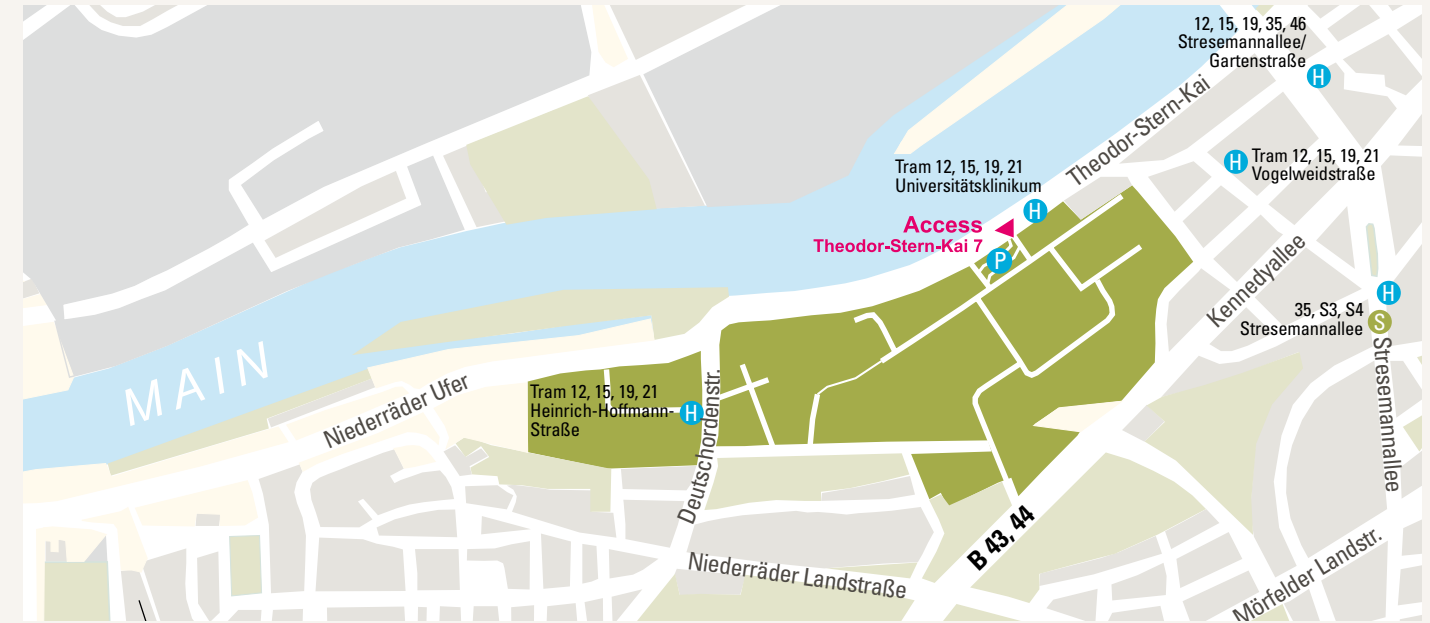 12, 15, 19, 35, 46
Stresemannallee/
Gartenstraße
H
Theodor-Stern-Kai
Tram 12, 15, 19, 21
Vogelweidstraße
H
Tram 12, 15, 19, 21
Universitätsklinikum
H
Access
Theodor-Stern-Kai 7
P
Kennedyallee
H
35, S3, S4
Stresemannallee
S
Stresemannallee
MAIN
Niederräder Ufer
Tram 12, 15, 19, 21
Heinrich-Hoffmann-
Straße
H
Deutschordenstr.
B 43, 44
Niederräder Landstraße
Mörfelder Landstr.